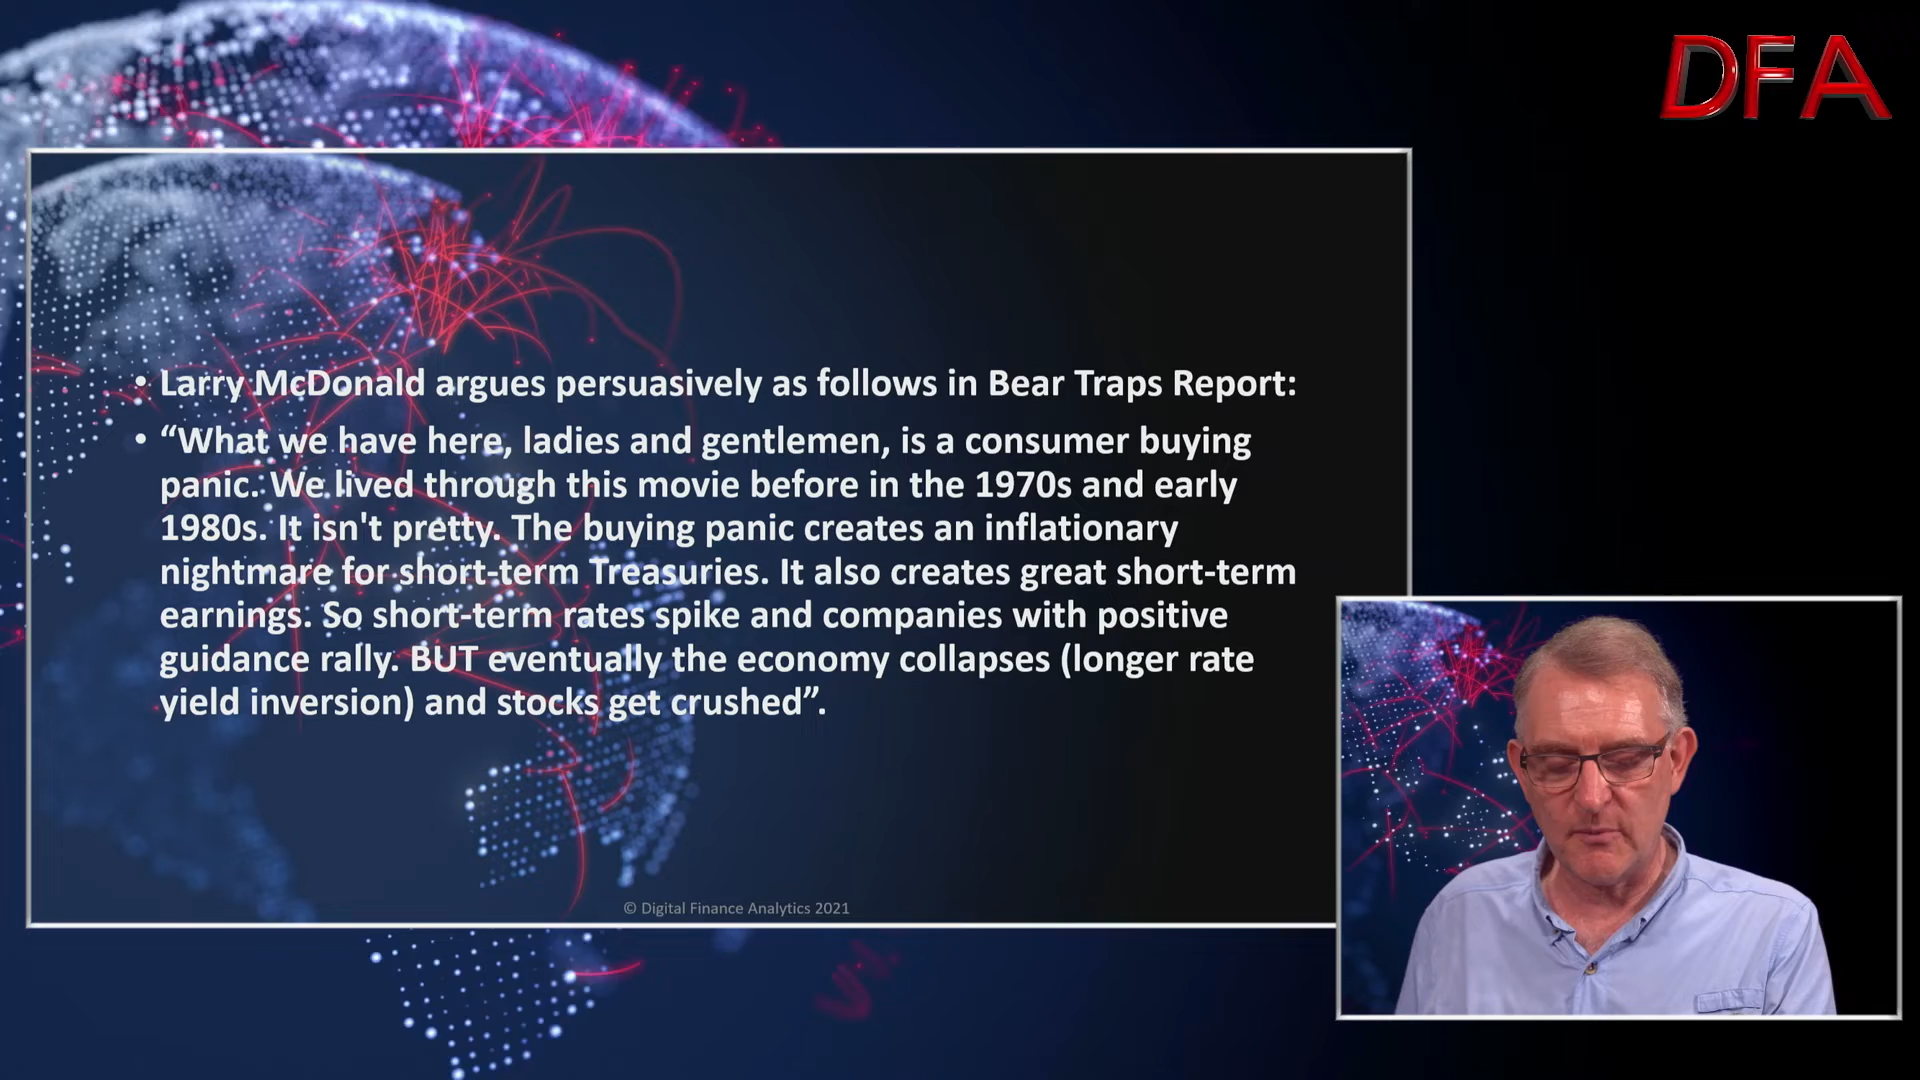 DFA
• Larry McDonald argues persuasively as follows in Bear Traps Report:
• “What we have here, ladies and gentlemen, is a consumer buying
panic. We lived through this movie before in the 1970s and early
1980s. It isn't pretty. The buying panic creates an inflationary
nightmare for short-term Treasuries. It also creates great short-term
earnings. So short-term rates spike and companies with positive
guidance rally. BUT eventually the economy collapses (longer rate
yield inversion) and stocks get crushed”.
© Digital Finance Analytics 2021